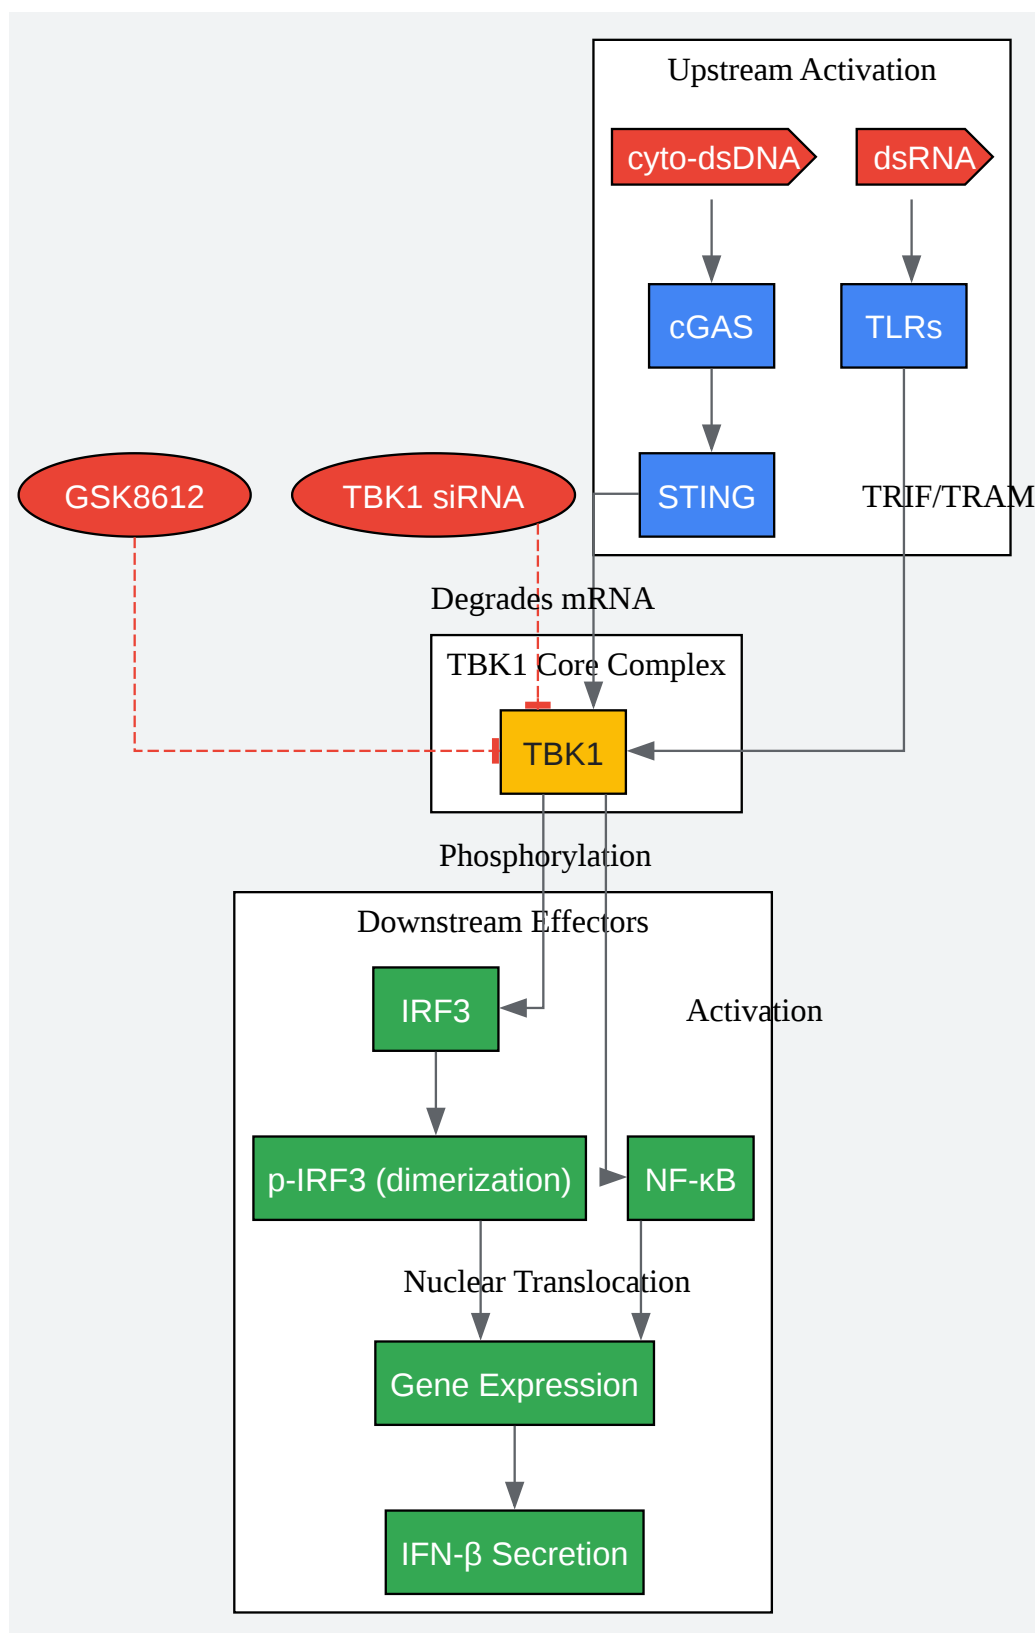 Upstream Activation
cyto-dsDNA
dsRNA
cGAS
TLRs
GSK8612
TBK1 siRNA
STING
TRIF/TRAM
Degrades mRNA
TBK1 Core Complex
TBK1
Phosphorylation
Downstream Effectors
IRF3
Activation
p-IRF3 (dimerization)
NF-κB
Nuclear Translocation
Gene Expression
IFN-β Secretion